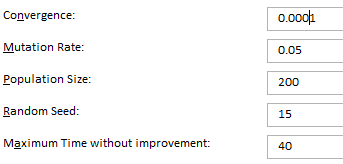 Convergence: 0.0001
Mutation Rate: 0.05
Population Size: 200
Random Seed: 15
Maximum Time without improvement: 40